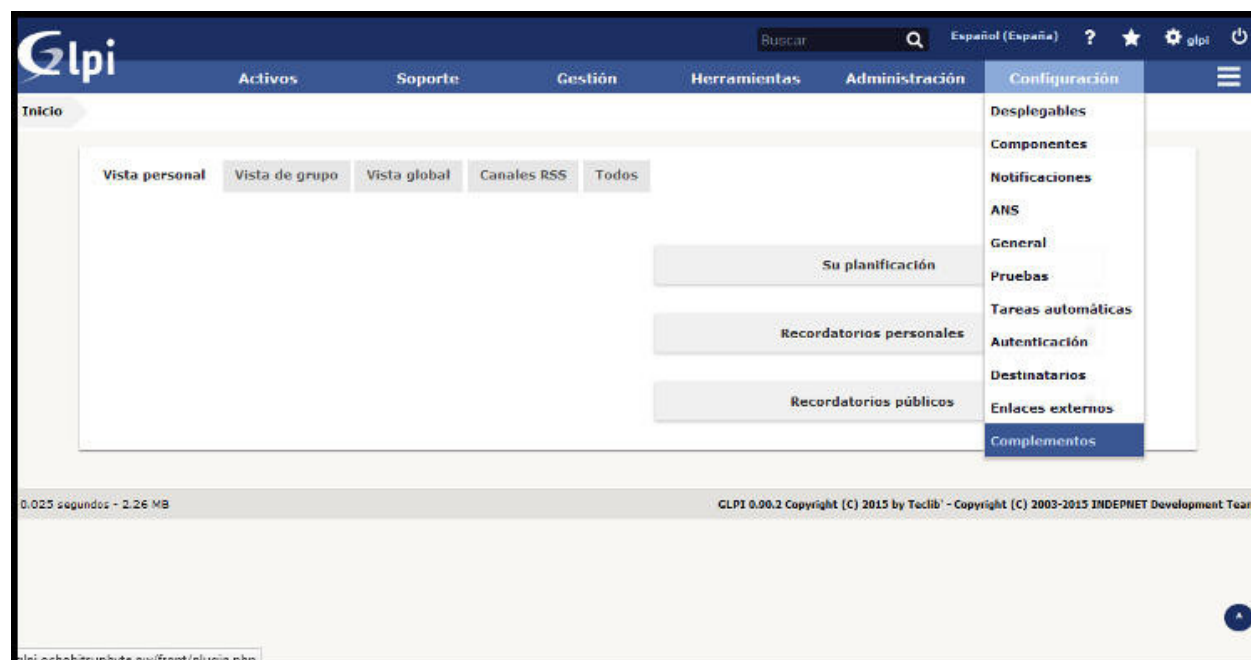 Glpi
Buscar
Español (España)
?
glpi
Activos
Soporte
Gestión
Herramientas
Administración
Configuración
Inicio
Desplegables
Componentes
Notificaciones
ANS
General
Pruebas
Tareas automáticas
Autenticación
Destinatarios
Enlaces externos
Complementos
Vista personal
Vista de grupo
Vista global
Canales RSS
Todos
Su planificación
Recordatorios personales
Recordatorios públicos
0.025 segundos - 2.26 MB
GLPI 0.90.2 Copyright (C) 2015 by Teclib' - Copyright (C) 2003-2015 INDEPNET Development Team